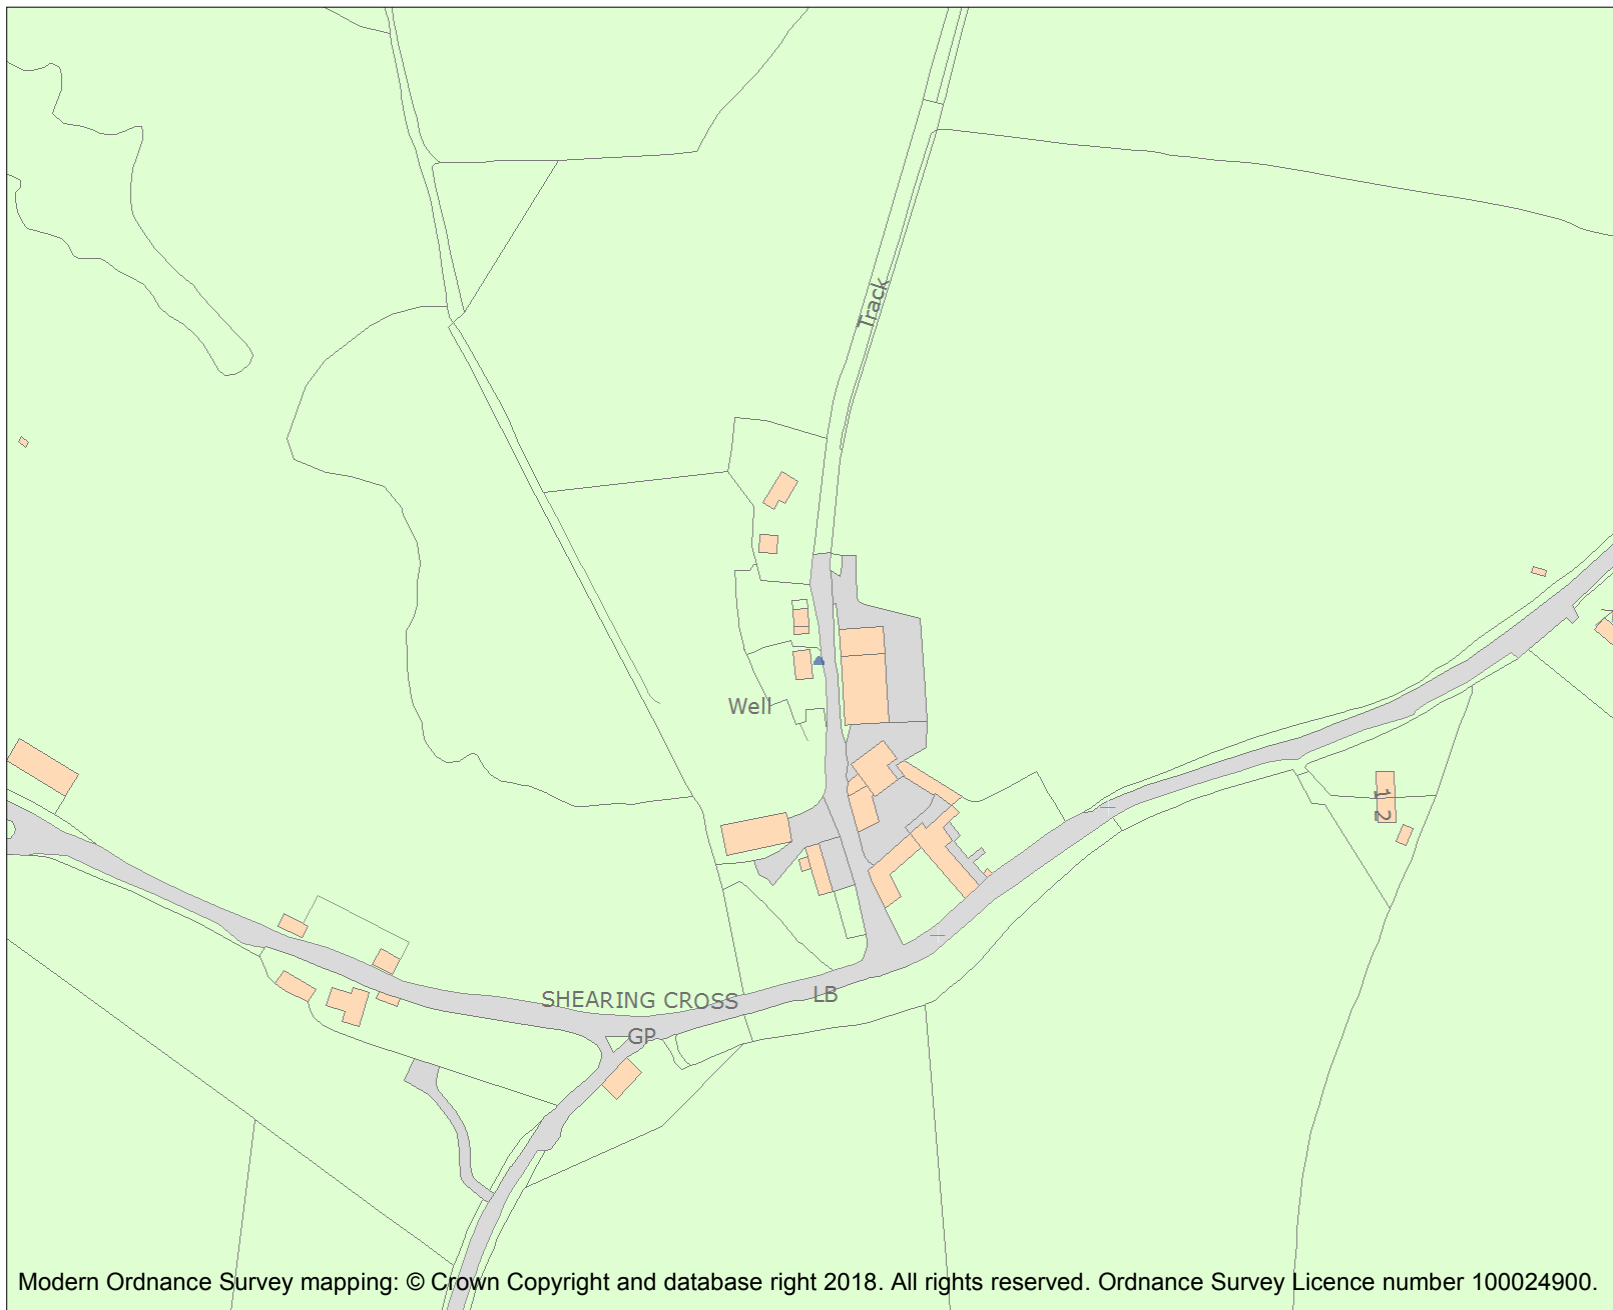 Track
Well
1 2
SHEARING CROSS
LB
GP
Modern Ordnance Survey mapping: © Crown Copyright and database right 2018. All rights reserved. Ordnance Survey Licence number 100024900.